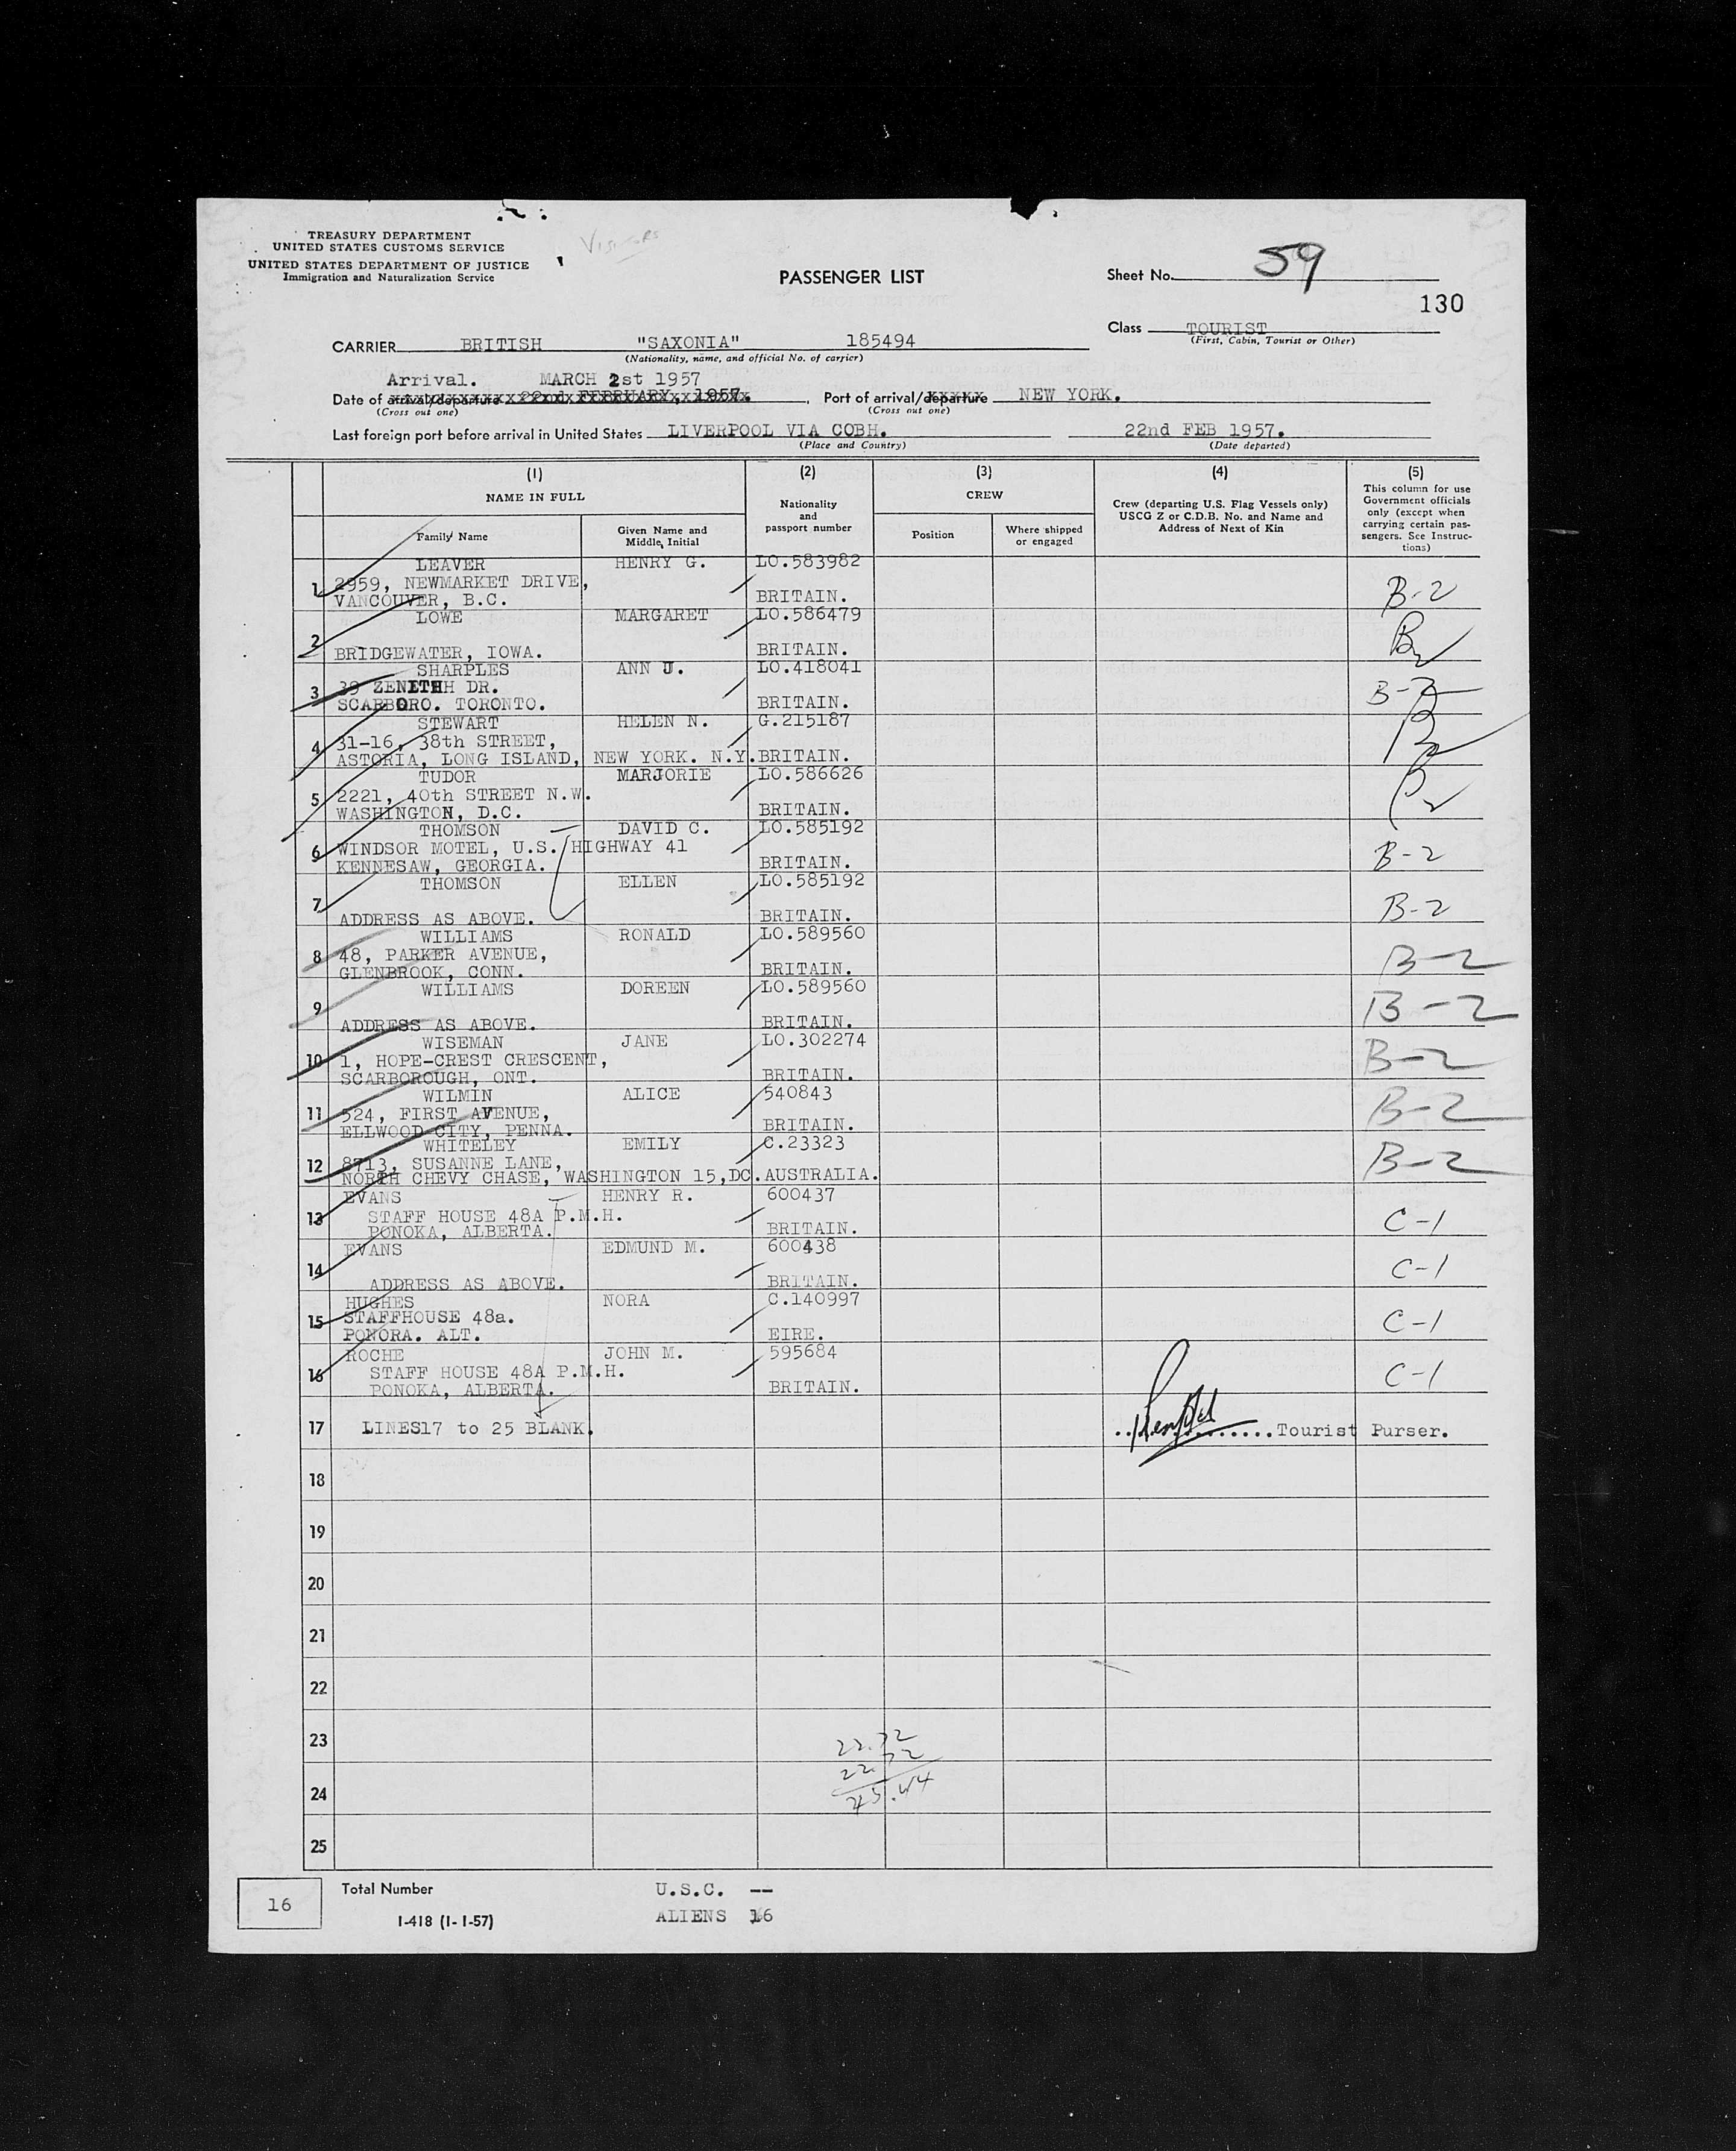 TREASURY DEPARTMENT
UNITED STATES CUSTOMS SERVICE
UNITED STATES DEPARTMENT OF JUSTICE
Immigration and Naturalization Service
VISITORS
PASSENGER LIST
Sheet No. 59
130
Class TOURIST
(First, Cabin, Tourist or Other)
CARRIER BRITISH "SAXONIA" 185494
(Nationality, name, and official No. of carrier)
Arrival. MARCH 2st 1957
Date of arrival/departure 22nd FEBRUARY, 1957. , Port of arrival/departure NEW YORK.
(Cross out one) (Cross out one)
Last foreign port before arrival in United States LIVERPOOL VIA COBH. 22nd FEB 1957.
(Place and Country) (Date departed)
(1) (2) (3) (4) (5)
NAME IN FULL
Family Name
Given Name and Middle Initial
Nationality and passport number
CREW
Position
Where shipped or engaged
Crew (departing U.S. Flag Vessels only) USCG Z or C.D.B. No. and Name and Address of Next of Kin
This column for use Government officials only (except when carrying certain passengers. See Instructions)
LEAVER HENRY G. LO.583982
1 2959, NEWMARKET DRIVE, B-2
VANCOUVER, B.C. BRITAIN.
LOWE MARGARET LO.586479
2 B2
BRIDGEWATER, IOWA. BRITAIN.
SHARPLES ANN J. LO.418041
3 39 ZENITH DR. B-2
SCARBORO. TORONTO. BRITAIN.
STEWART HELEN N. G.215187
4 31-16, 38th STREET, B2
ASTORIA, LONG ISLAND, NEW YORK. N.Y. BRITAIN.
TUDOR MARJORIE LO.586626
5 2221, 40th STREET N.W. B2
WASHINGTON, D.C. BRITAIN.
THOMSON DAVID C. LO.585192
6 WINDSOR MOTEL, U.S. HIGHWAY 41 B-2
KENNESAW, GEORGIA. BRITAIN.
THOMSON ELLEN LO.585192
7 B-2
ADDRESS AS ABOVE. BRITAIN.
WILLIAMS RONALD LO.589560
8 48, PARKER AVENUE, B-2
GLENBROOK, CONN. BRITAIN.
WILLIAMS DOREEN LO.589560
9 B-2
ADDRESS AS ABOVE. BRITAIN.
WISEMAN JANE LO.302274
10 1, HOPE-CREST CRESCENT, B-2
SCARBOROUGH, ONT. BRITAIN.
WILMIN ALICE 540843
11 524, FIRST AVENUE, B-2
ELLWOOD CITY, PENNA. BRITAIN.
WHITELEY EMILY C.23323
12 8713, SUSANNE LANE, B-2
NORTH CHEVY CHASE, WASHINGTON 15,DC. AUSTRALIA.
EVANS HENRY R. 600437
13 STAFF HOUSE 48A P.M.H. C-1
PONOKA, ALBERTA. BRITAIN.
EVANS EDMUND M. 600438
14 C-1
ADDRESS AS ABOVE. BRITAIN.
HUGHES NORA C.140997
15 STAFFHOUSE 48a. C-1
PONORA. ALT. EIRE.
ROCHE JOHN M. 595684
16 STAFF HOUSE 48A P.M.H. C-1
PONOKA, ALBERTA. BRITAIN.
17 LINES17 to 25 BLANK. ...........Tourist Purser.
18
19
20
21
22
23 22.72
22.72
24 45.44
25
16 Total Number U.S.C. --
I-418 (1-1-57) ALIENS 16